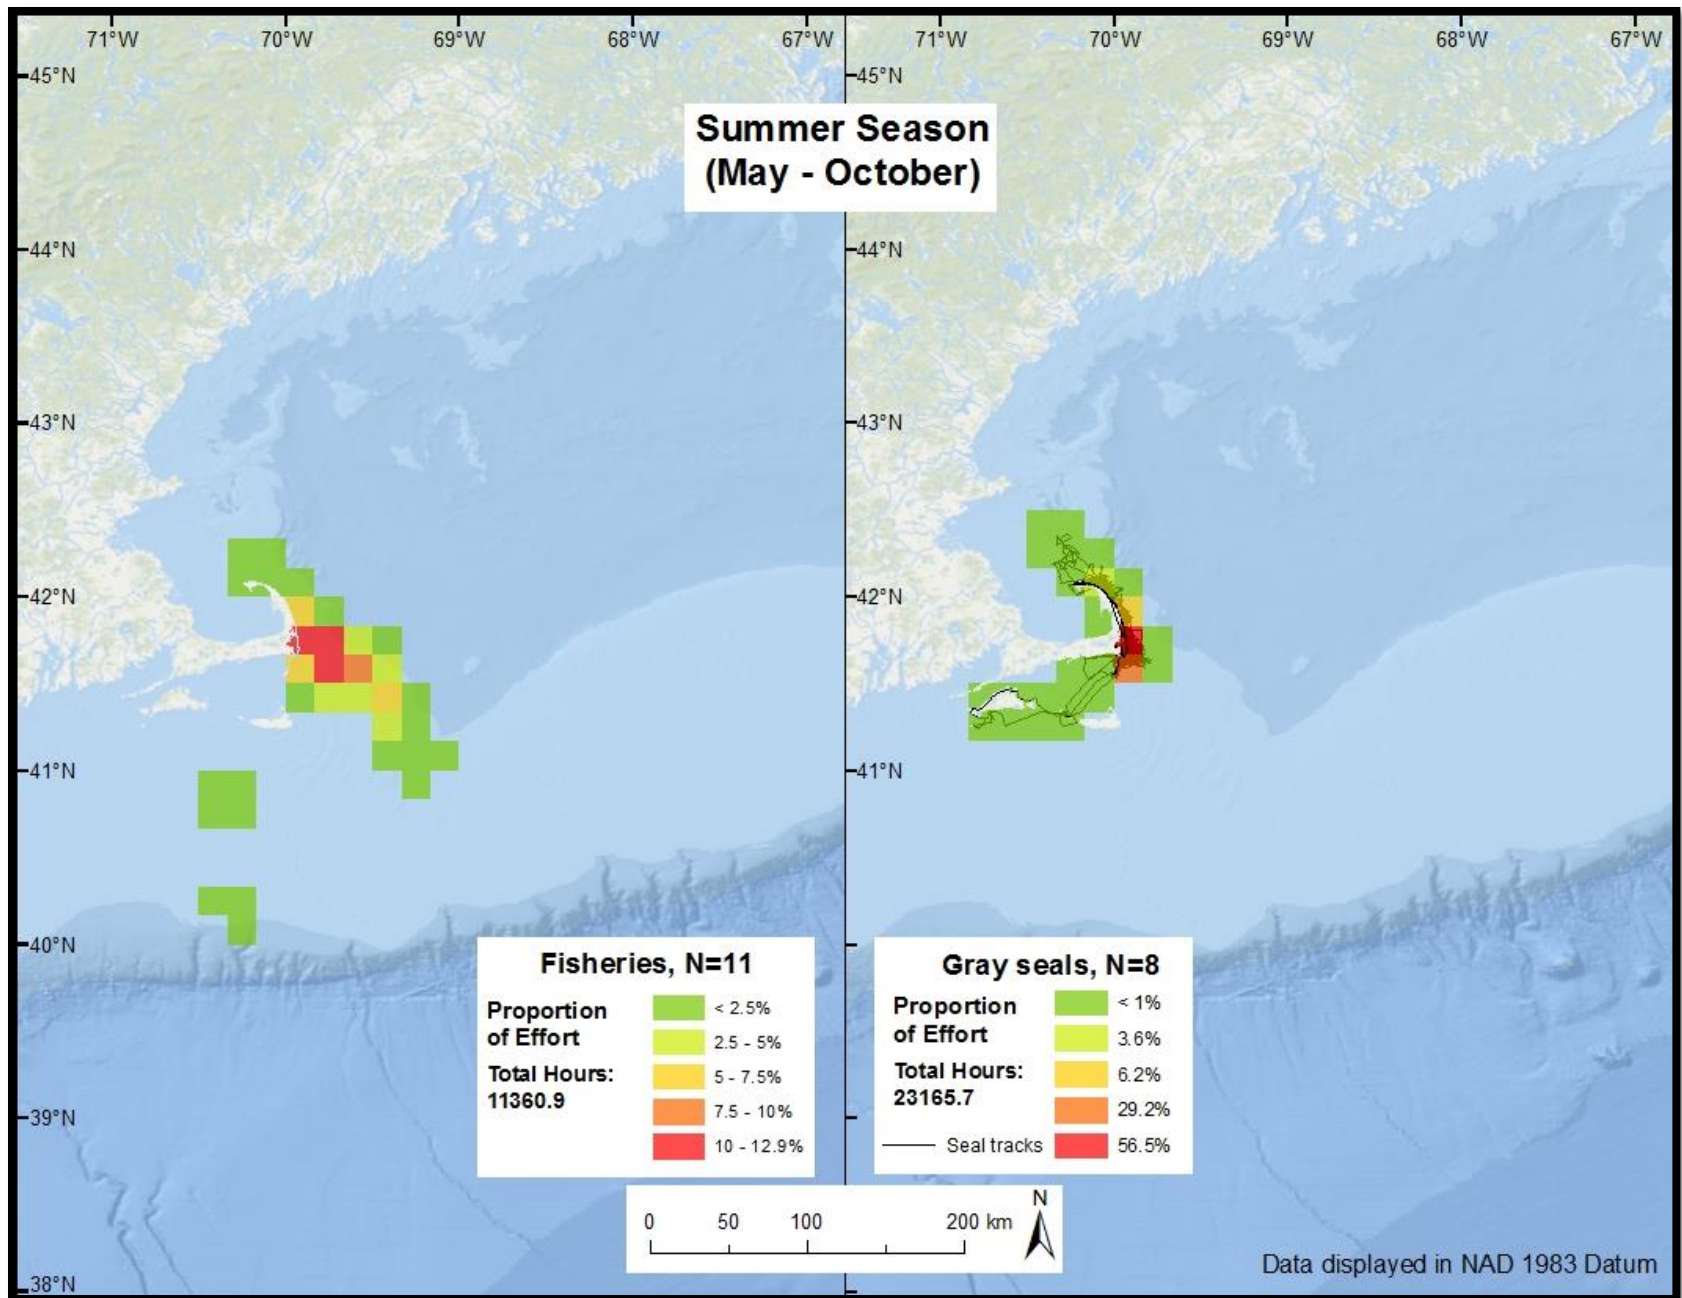 71°W 70°W 69°W 68°W 67°W 71°W 70°W 69°W 68°W 67°W
45°N 45°N
Summer Season
(May - October)
44°N 44°N
43°N 43°N
42°N 42°N
41°N 41°N
40°N 40°N
Fisheries, N=11
Proportion
of Effort
Total Hours:
11360.9
< 2.5%
2.5 - 5%
5 - 7.5%
7.5 - 10%
10 - 12.9%
Gray seals, N=8
Proportion
of Effort
Total Hours:
23165.7
Seal tracks
< 1%
3.6%
6.2%
29.2%
56.5%
39°N 39°N
0 50 100 200 km
N
Data displayed in NAD 1983 Datum
38°N